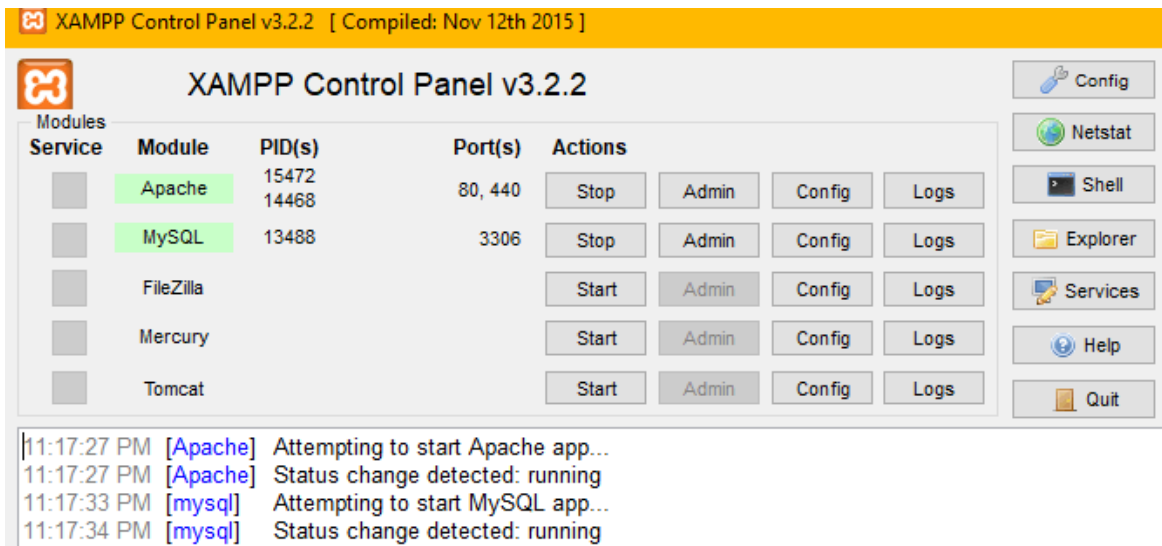 XAMPP Control Panel v3.2.2 [ Compiled: Nov 12th 2015 ]
XAMPP Control Panel v3.2.2
Config
Modules
Service Module PID(s) Port(s) Actions
Netstat
Apache 15472 14468 80, 440 Stop Admin Config Logs
Shell
MySQL 13488 3306 Stop Admin Config Logs
Explorer
FileZilla Start Admin Config Logs
Services
Mercury Start Admin Config Logs
Help
Tomcat Start Admin Config Logs
Quit
11:17:27 PM [Apache] Attempting to start Apache app...
11:17:27 PM [Apache] Status change detected: running
11:17:33 PM [mysql] Attempting to start MySQL app...
11:17:34 PM [mysql] Status change detected: running